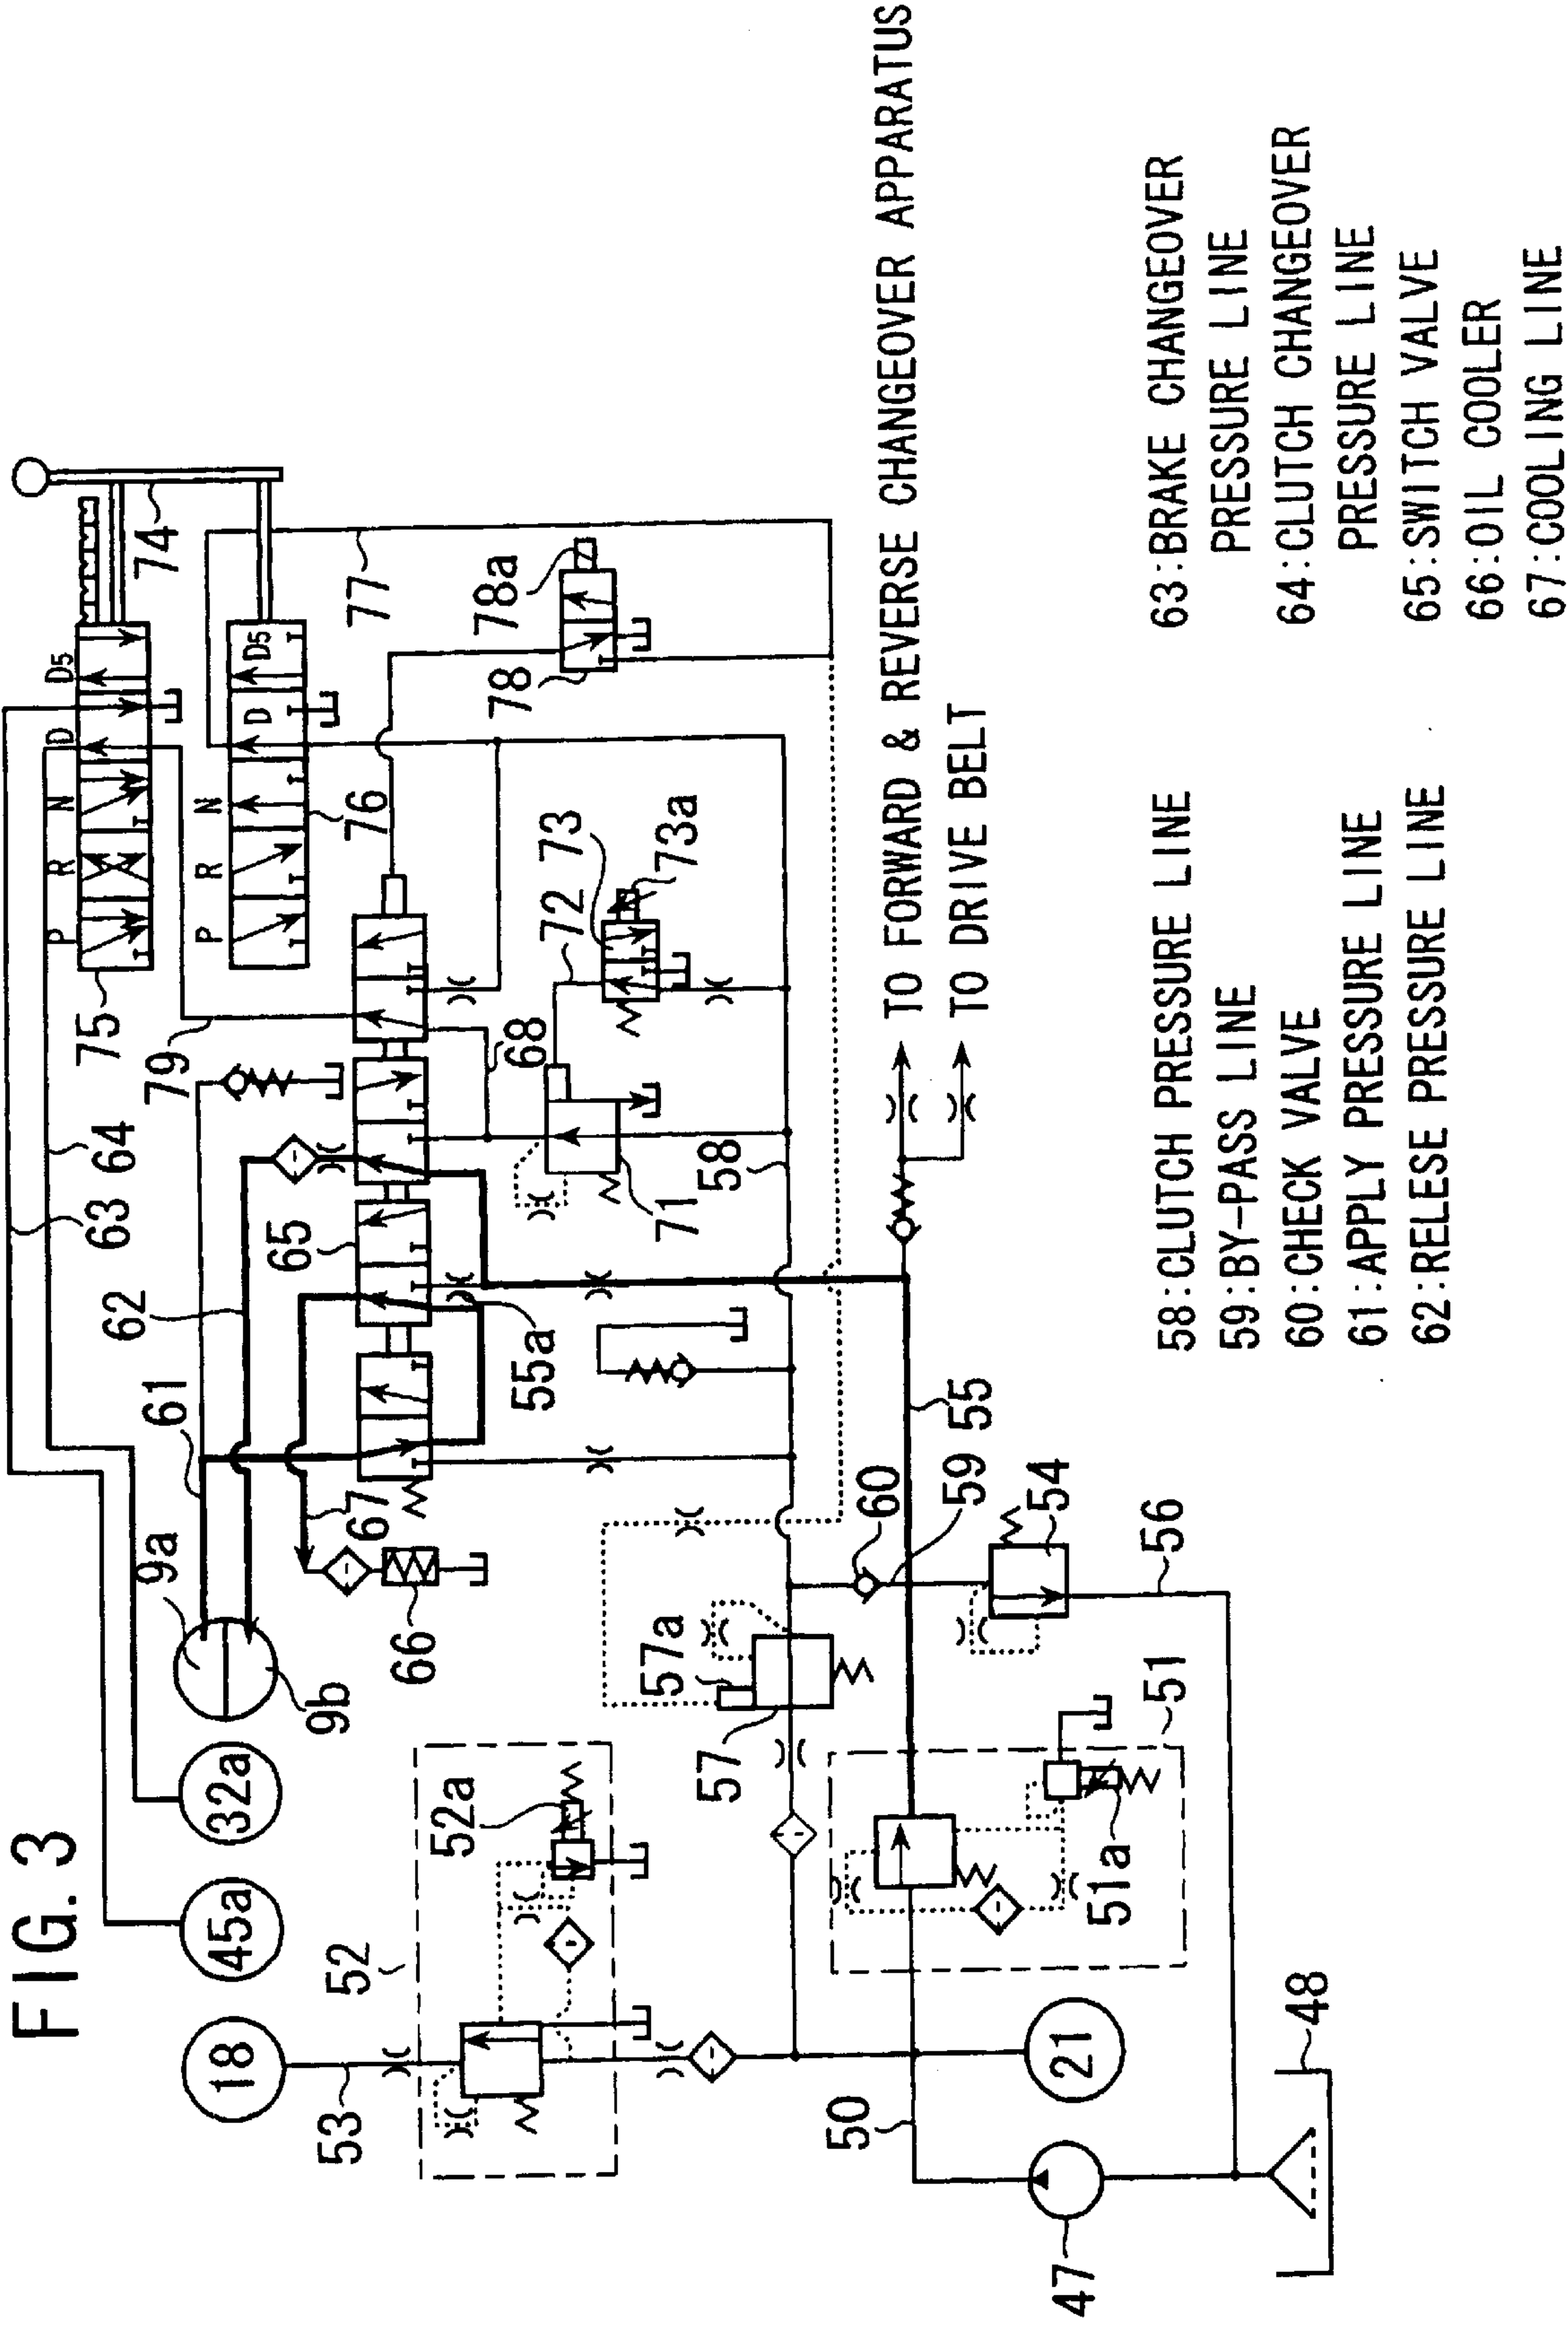 FIG. 3
18
45a
32a
9a
9b
61
62
63
64
79
75
P
R
N
D
D5
74
76
P
R
N
D
D5
77
78a
78
73
73a
72
68
71
58
65
55a
67
66
52
52a
53
57a
57
60
59
55
54
56
51
51a
21
50
47
48
TO FORWARD & REVERSE CHANGEOVER APPARATUS
TO DRIVE BELT
58:CLUTCH PRESSURE LINE
59:BY-PASS LINE
60:CHECK VALVE
61:APPLY PRESSURE LINE
62:RELESE PRESSURE LINE
63:BRAKE CHANGEOVER
PRESSURE LINE
64:CLUTCH CHANGEOVER
PRESSURE LINE
65:SWITCH VALVE
66:OIL COOLER
67:COOLING LINE